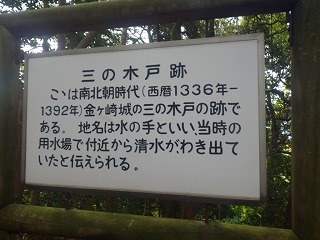 三の木戸跡
こゝは南北朝時代(西暦1336年-
1392年)金ヶ崎城の三の木戸の跡で
ある。地名は水の手といい、当時の
用水場で付近から清水がわき出て
いたと伝えられる。